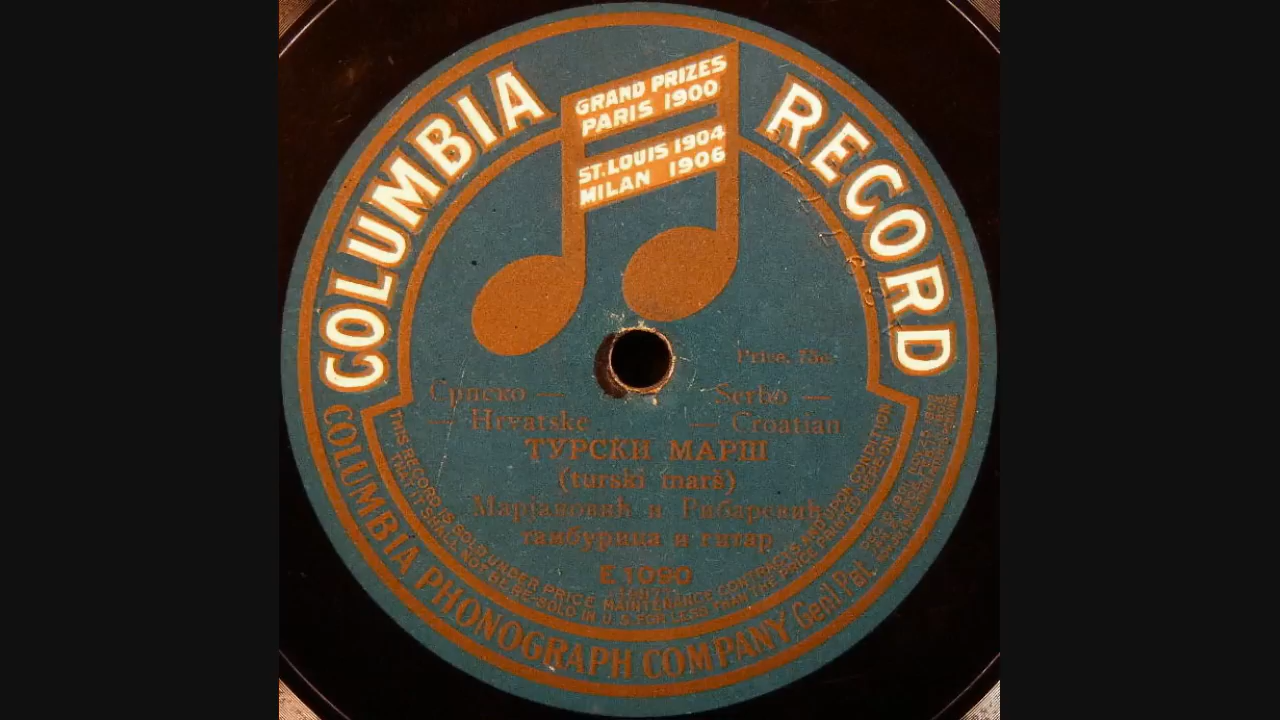 COLUMBIA RECORD
GRAND PRIZES
PARIS 1900
ST. LOUIS 1904
MILAN 1906
Price, 75c.
Српско — Serbo —
— Hrvatske — Croatian
ТУРСКИ МАРШ
(turski marš)
Марјановић и Рибаревић
тамбурица и гитар
E 1090
THIS RECORD IS SOLD UNDER PRICE MAINTENANCE CONTRACTS AND UPON CONDITION
THAT IT SHALL NOT BE RE-SOLD IN U.S. FOR LESS THAN THE PRICE PRINTED HEREON
COLUMBIA PHONOGRAPH COMPANY Gen'l Pat.